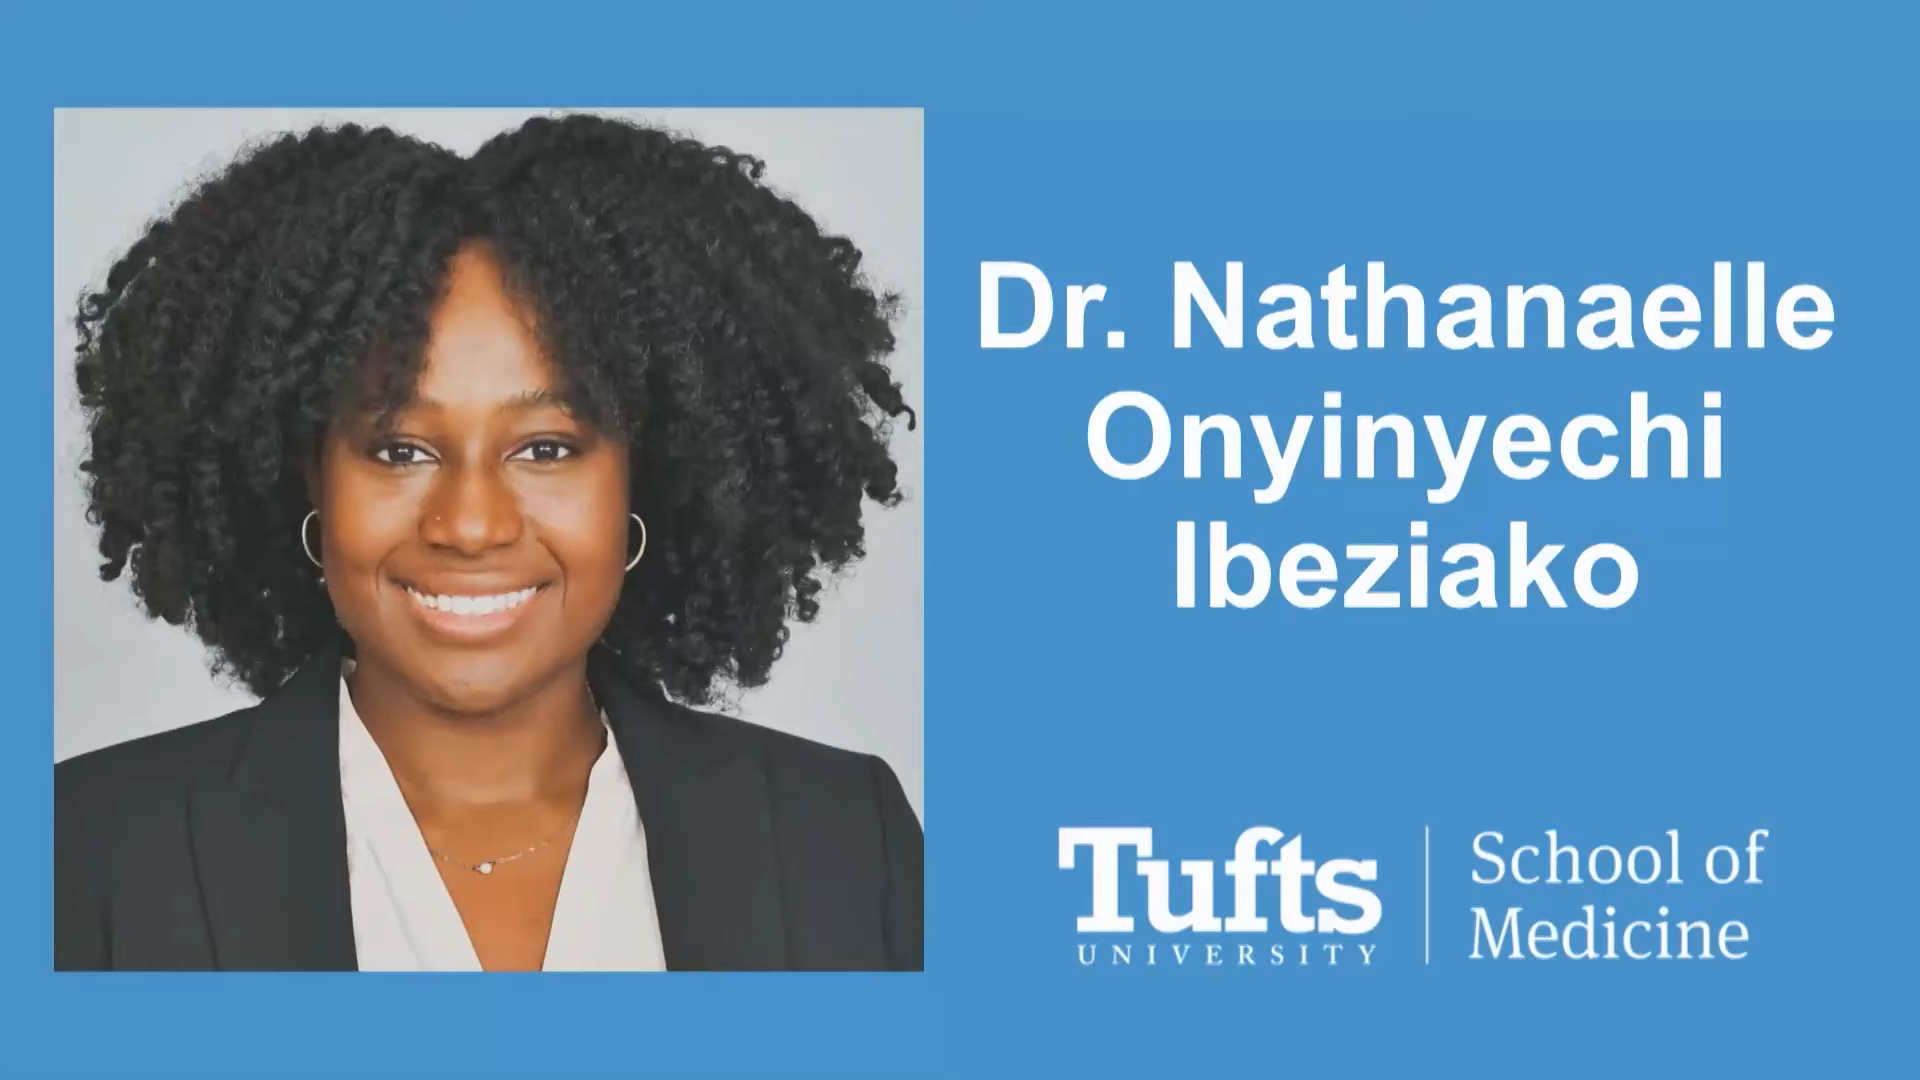 Dr. Nathanaelle
Onyinyechi
Ibeziako
Tufts
UNIVERSITY
School of
Medicine